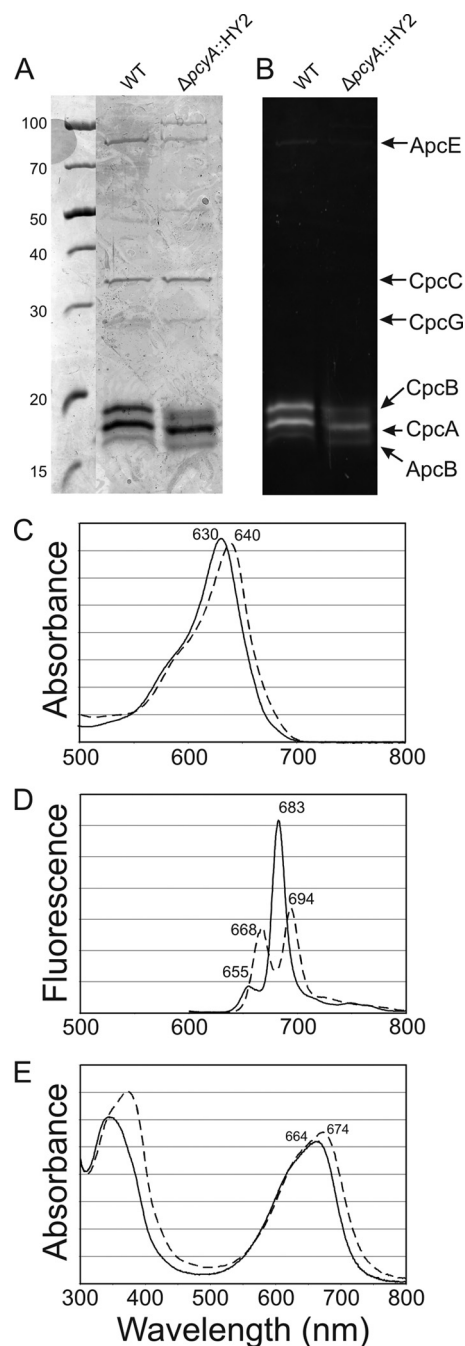 A
WT
ΔpcyA::HY2
B
WT
ΔpcyA::HY2
100
70
50
40
30
20
15
ApcE
CpcC
CpcG
CpcB
CpcA
ApcB
C
Absorbance
630 640
500 600 700 800
D
Fluorescence
683
694
668
655
500 600 700 800
E
Absorbance
664 674
300 400 500 600 700 800
Wavelength (nm)